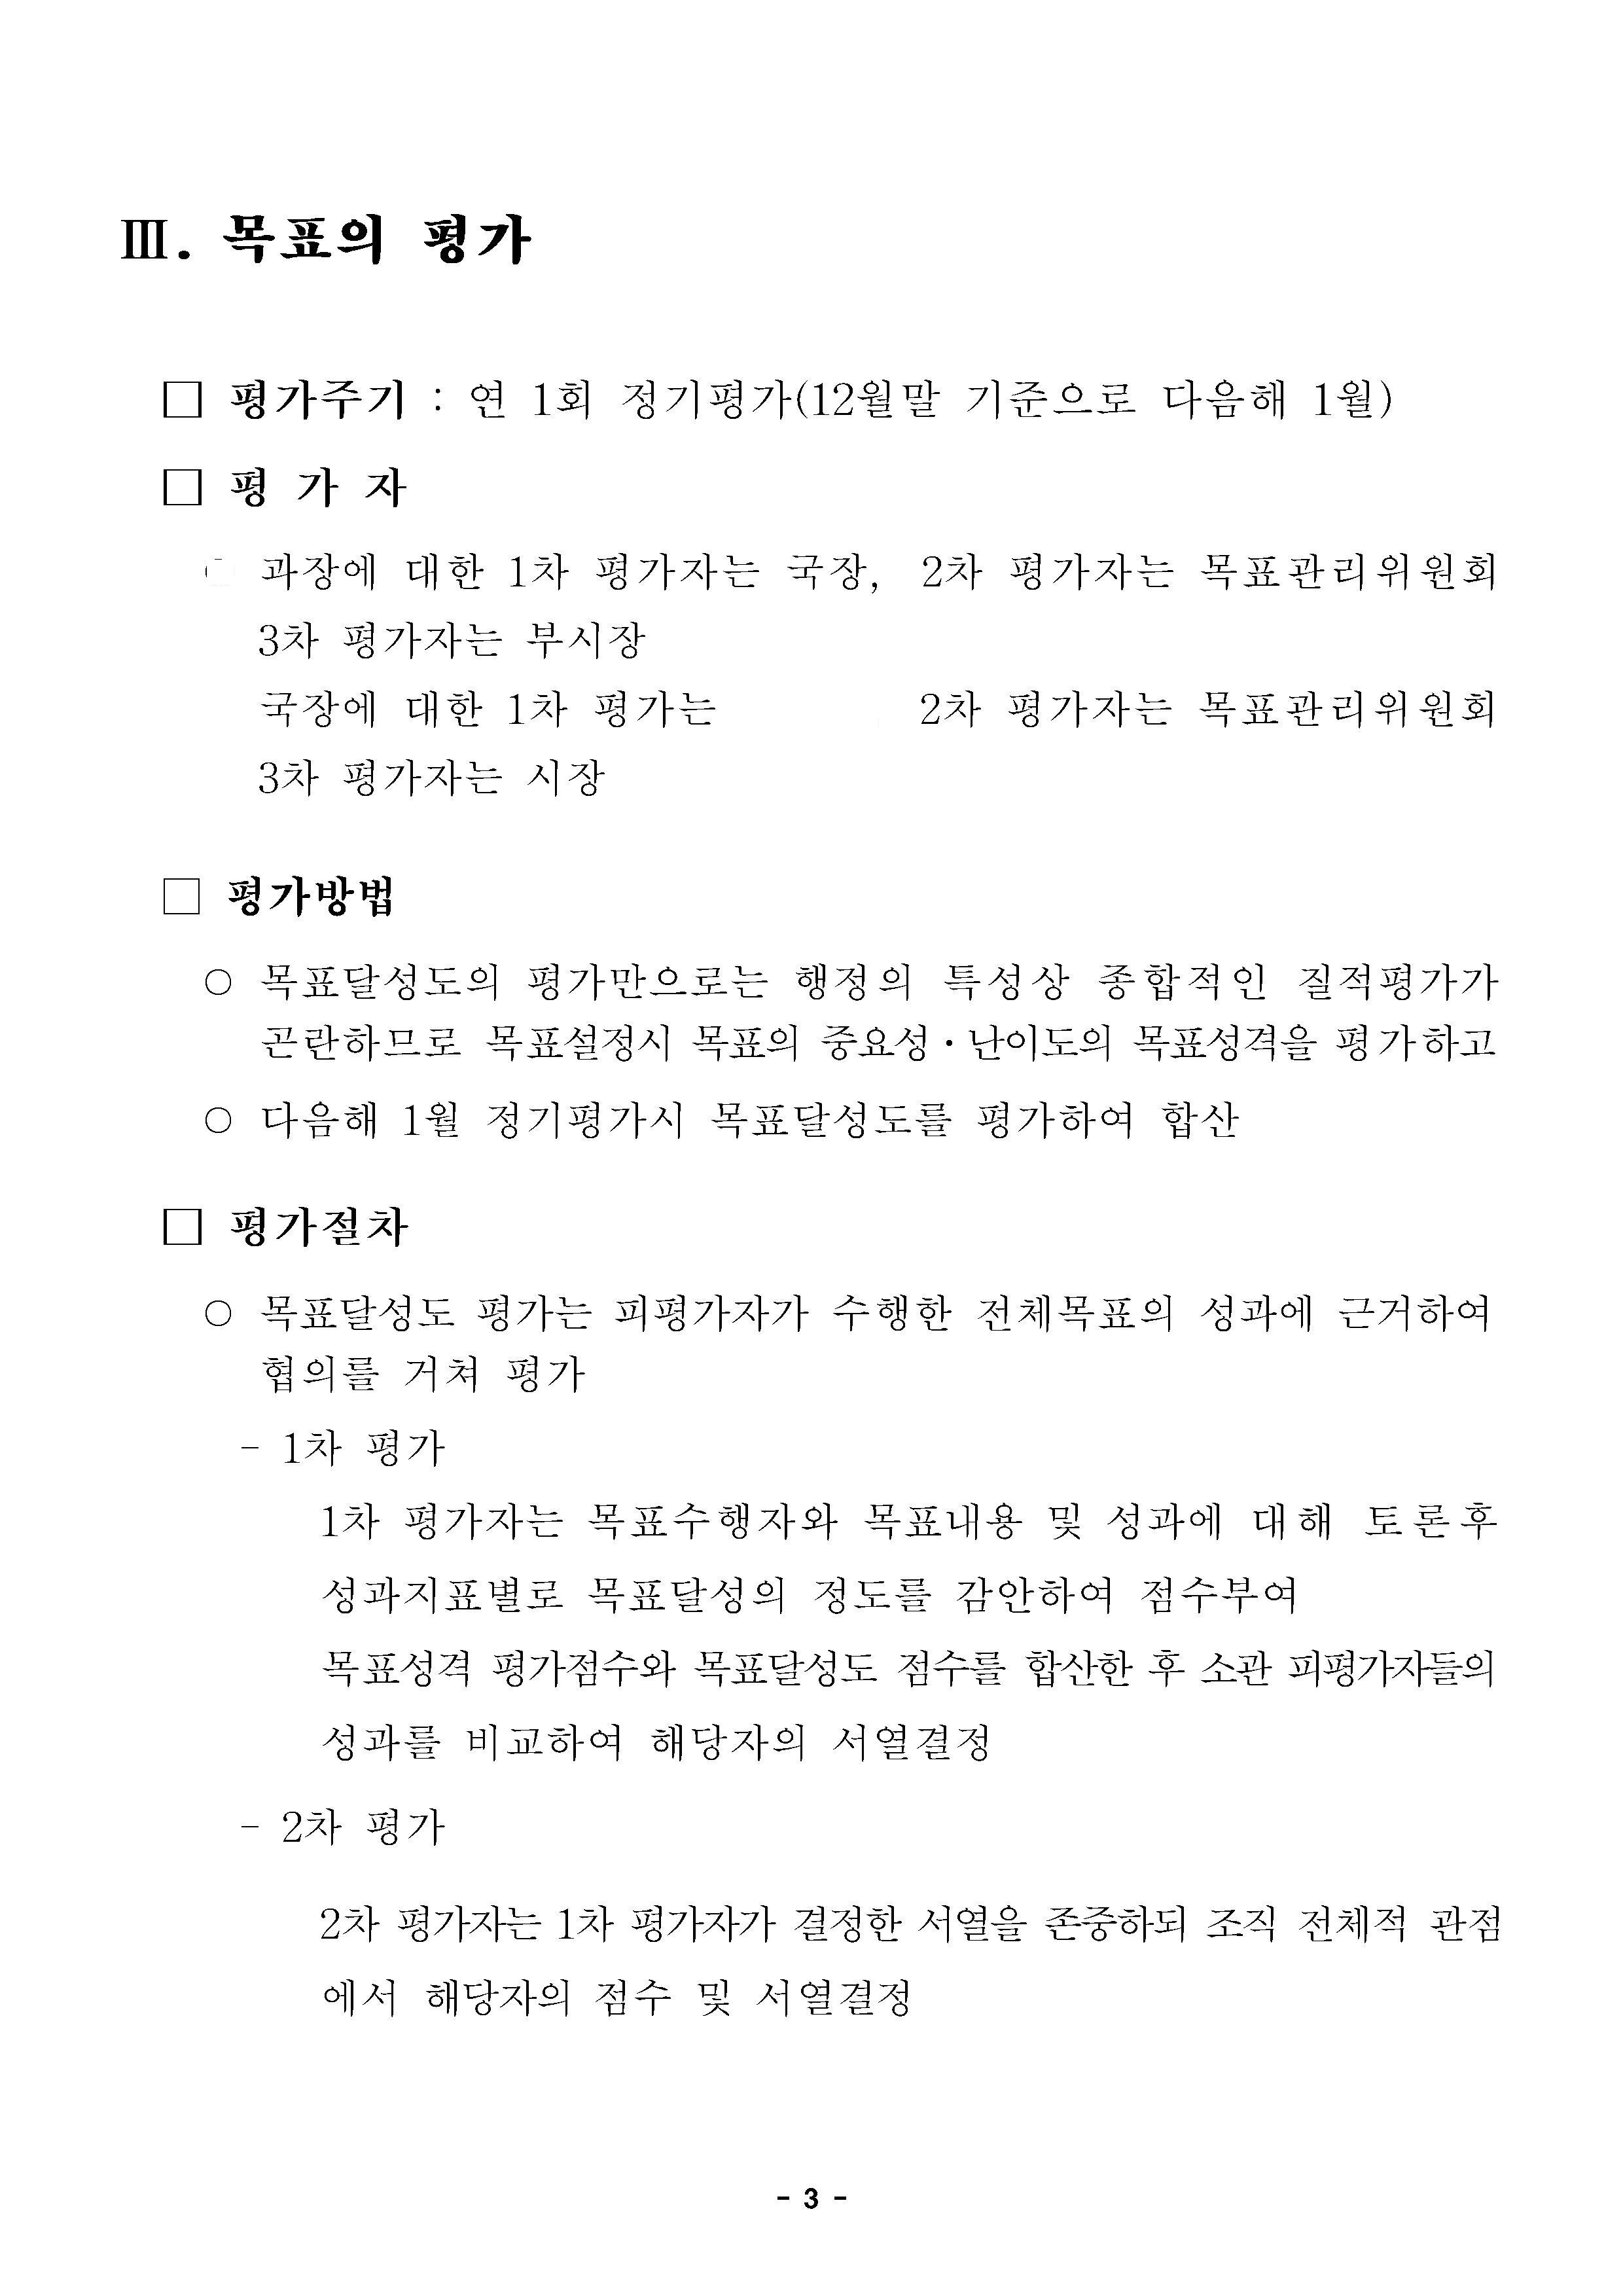 Ⅲ. 목표의 평가
□ 평가주기 : 연 1회 정기평가(12월말 기준으로 다음해 1월)
□ 평 가 자
○ 과장에 대한 1차 평가자는 국장, 2차 평가자는 목표관리위원회
3차 평가자는 부시장
국장에 대한 1차 평가는 2차 평가자는 목표관리위원회
3차 평가자는 시장
□ 평가방법
○ 목표달성도의 평가만으로는 행정의 특성상 종합적인 질적평가가
곤란하므로 목표설정시 목표의 중요성·난이도의 목표성격을 평가하고
○ 다음해 1월 정기평가시 목표달성도를 평가하여 합산
□ 평가절차
○ 목표달성도 평가는 피평가자가 수행한 전체목표의 성과에 근거하여
협의를 거쳐 평가
- 1차 평가
1차 평가자는 목표수행자와 목표내용 및 성과에 대해 토론후
성과지표별로 목표달성의 정도를 감안하여 점수부여
목표성격 평가점수와 목표달성도 점수를 합산한 후 소관 피평가자들의
성과를 비교하여 해당자의 서열결정
- 2차 평가
2차 평가자는 1차 평가자가 결정한 서열을 존중하되 조직 전체적 관점
에서 해당자의 점수 및 서열결정
- 3 -